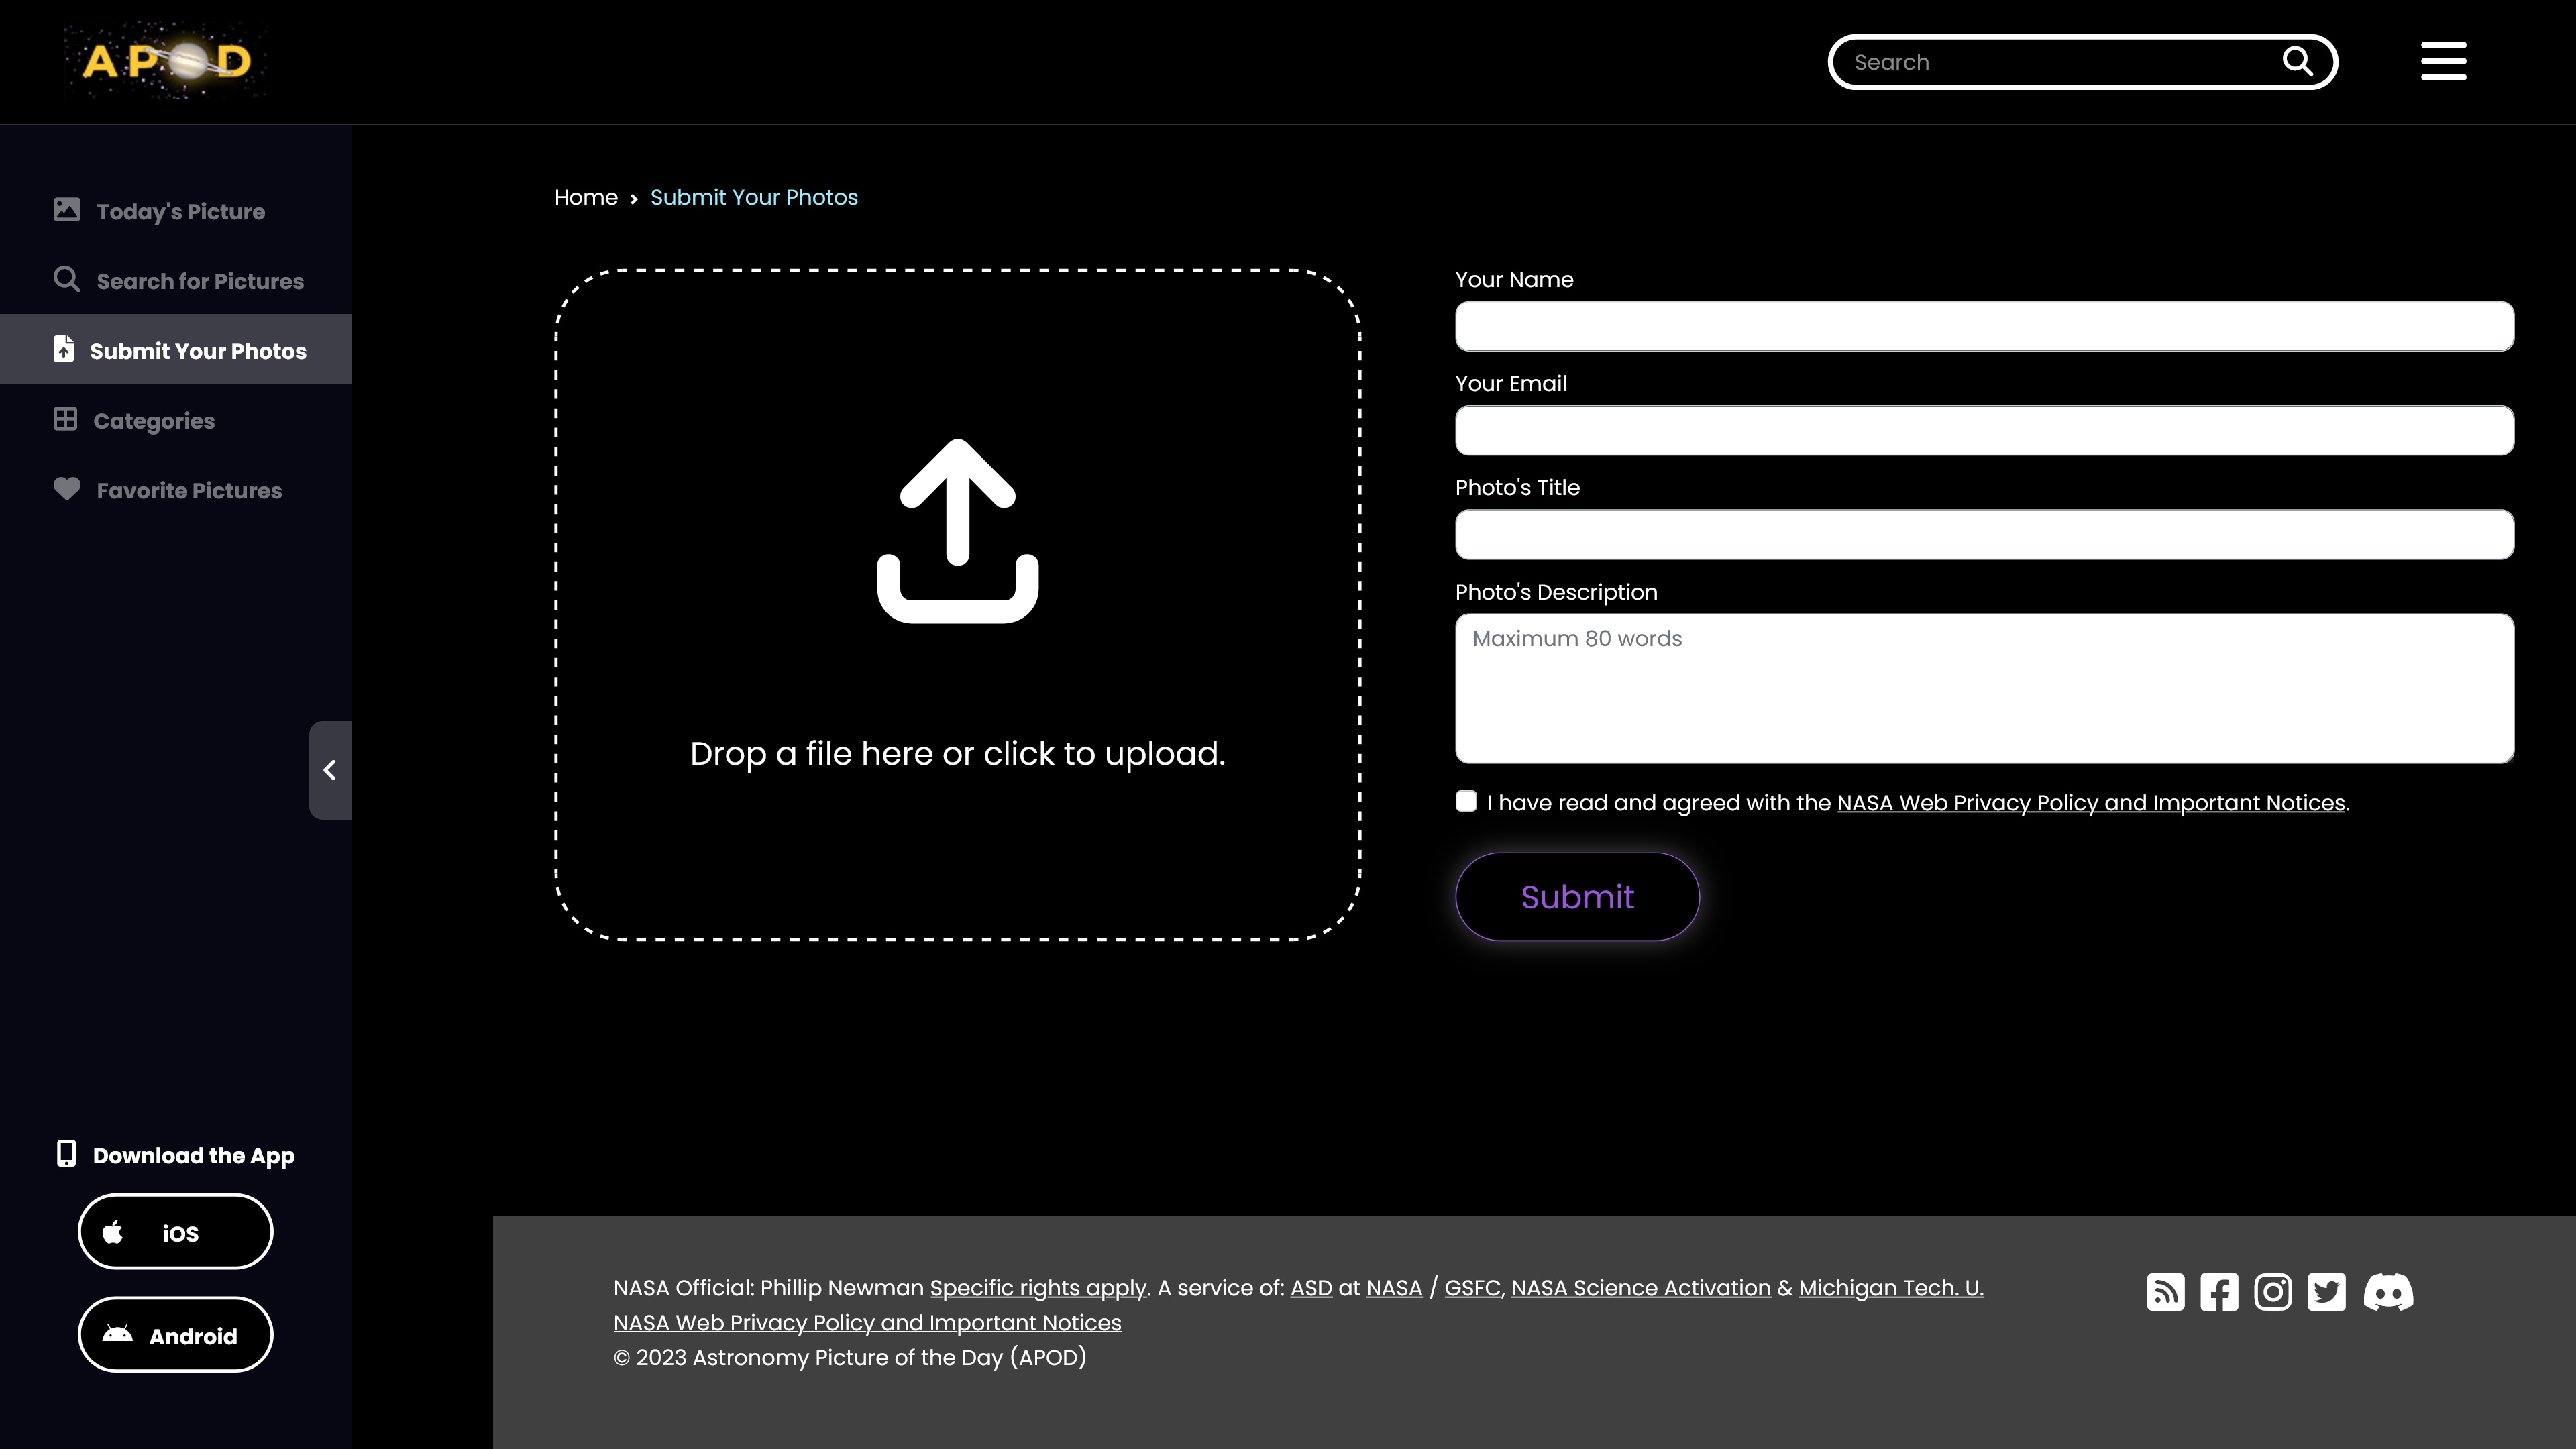 APOD
Search
Today's Picture
Search for Pictures
Submit Your Photos
Categories
Favorite Pictures
Download the App
iOS
Android
Home › Submit Your Photos
Drop a file here or click to upload.
Your Name
Your Email
Photo's Title
Photo's Description
Maximum 80 words
I have read and agreed with the NASA Web Privacy Policy and Important Notices.
Submit
NASA Official: Phillip Newman Specific rights apply. A service of: ASD at NASA / GSFC, NASA Science Activation & Michigan Tech. U.
NASA Web Privacy Policy and Important Notices
© 2023 Astronomy Picture of the Day (APOD)